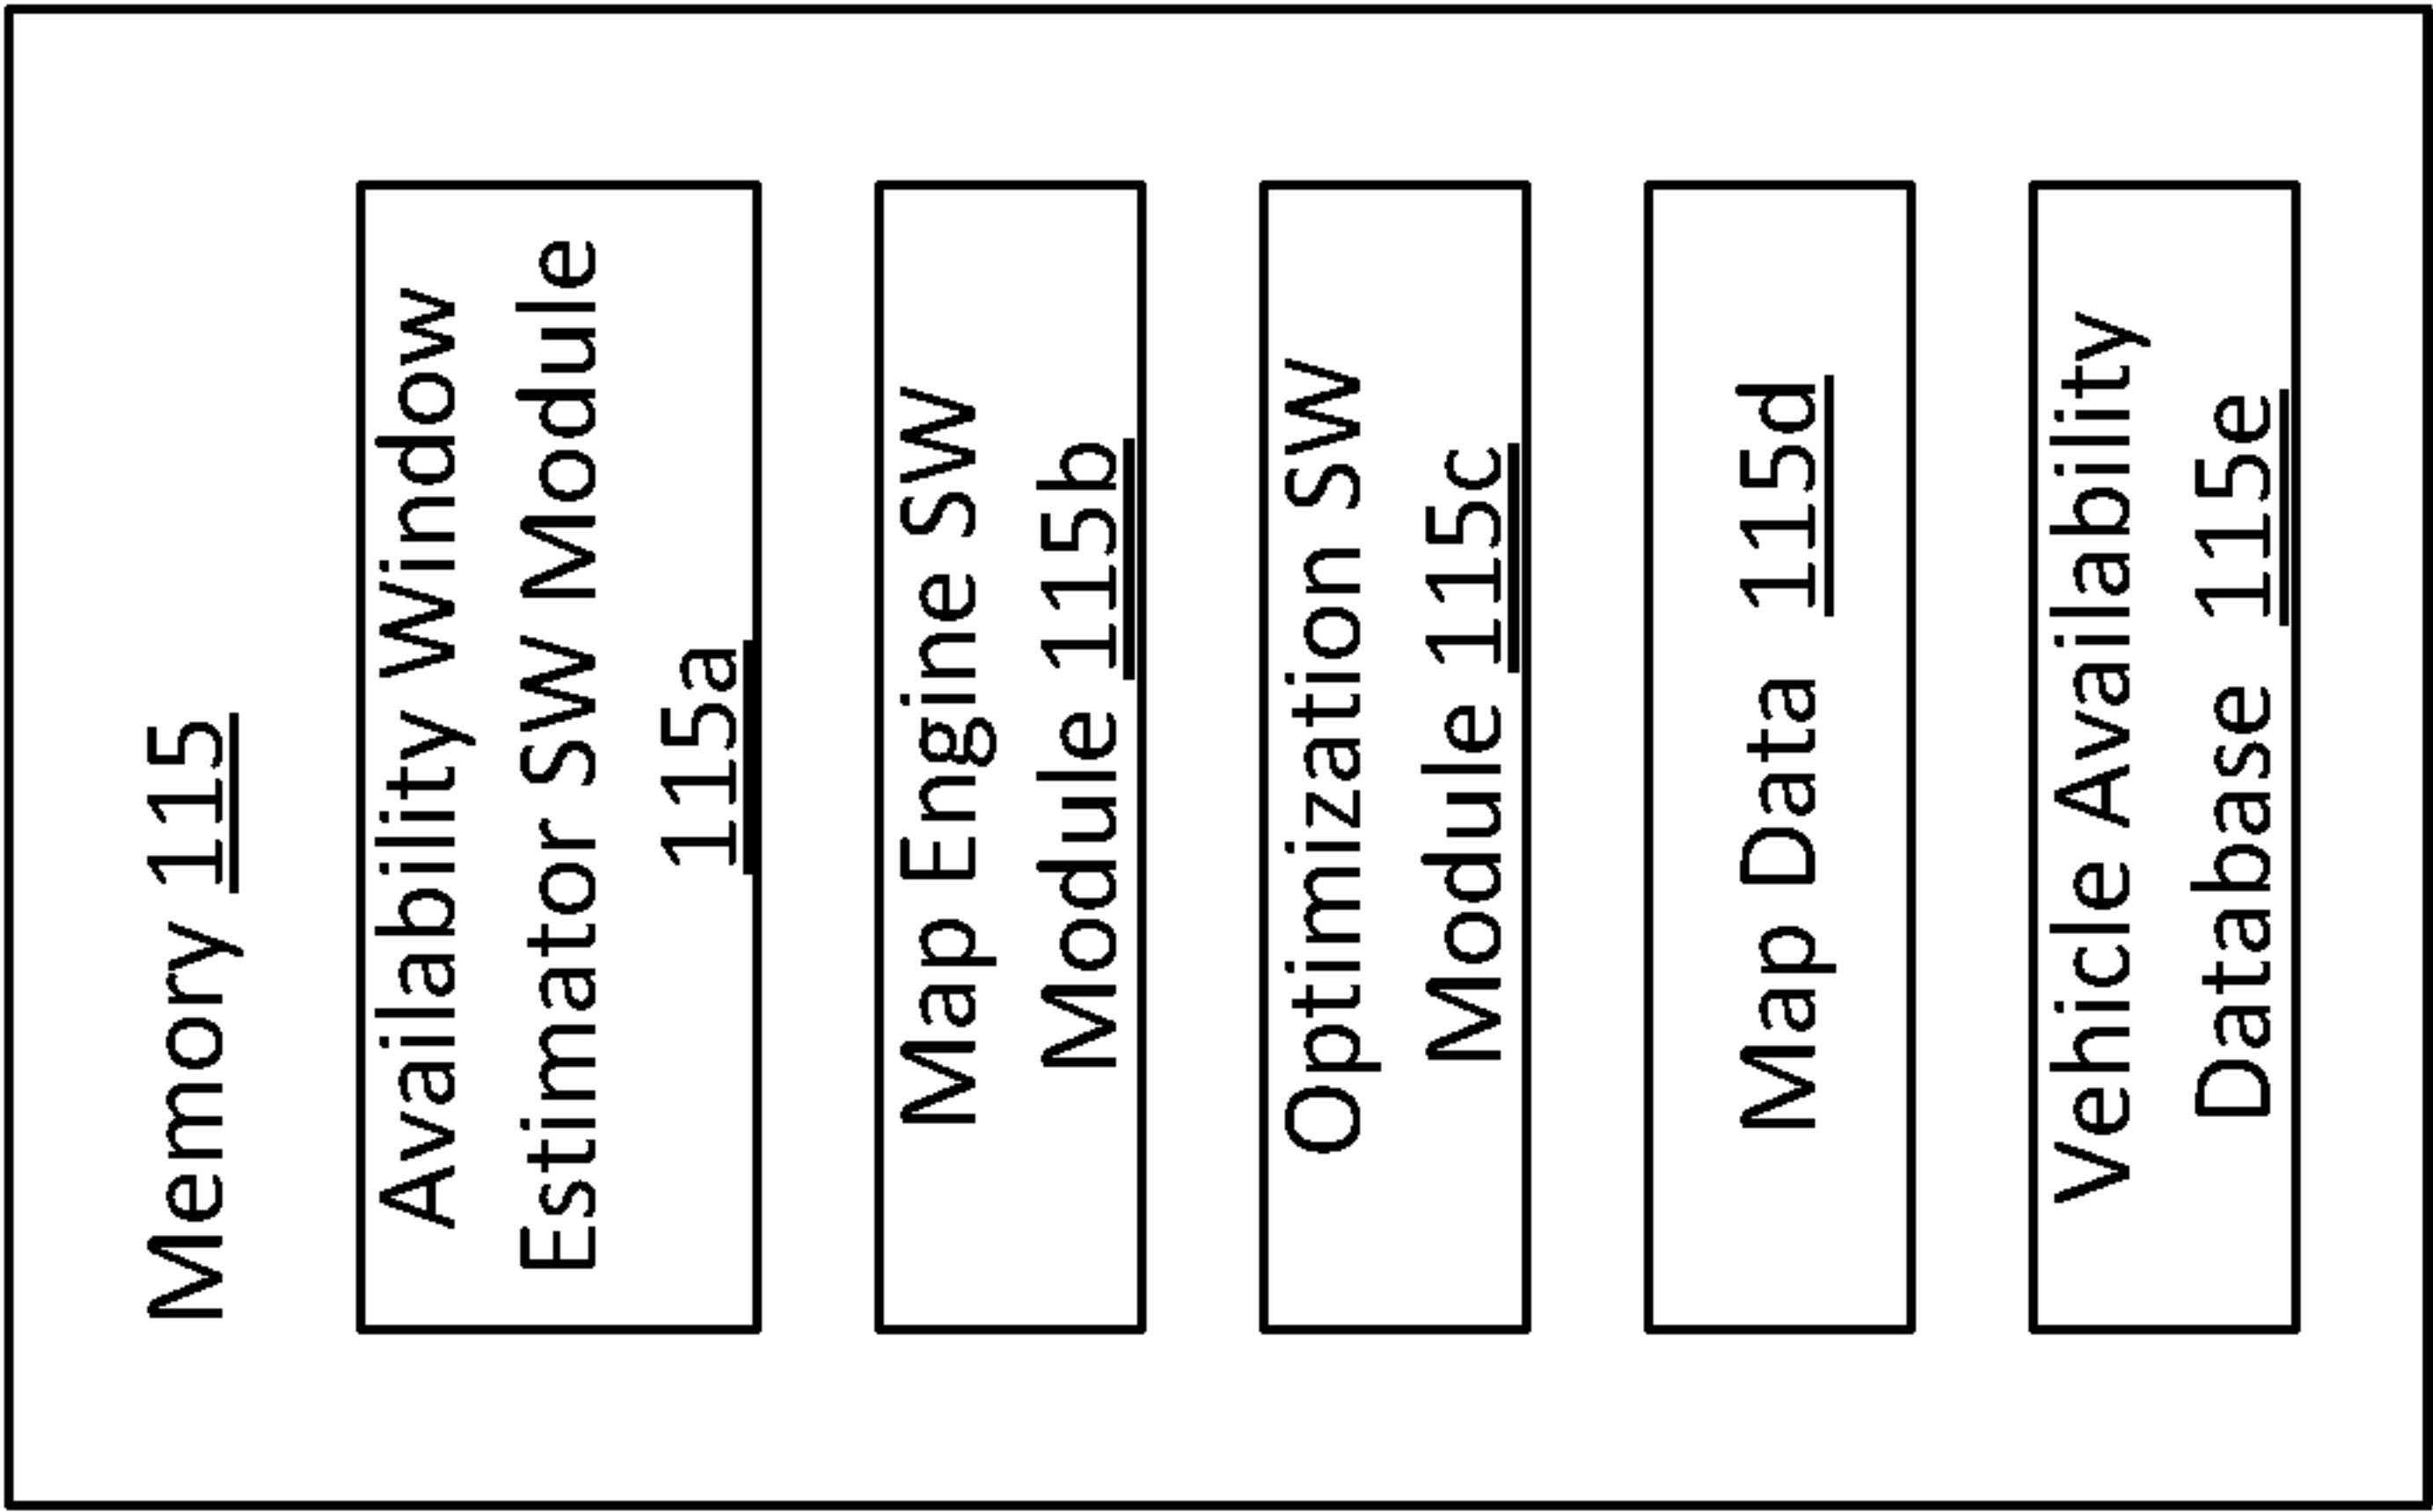 Memory 115
Availability Window
Estimator SW Module
115a
Map Engine SW
Module 115b
Optimization SW
Module 115c
Map Data 115d
Vehicle Availability
Database 115e